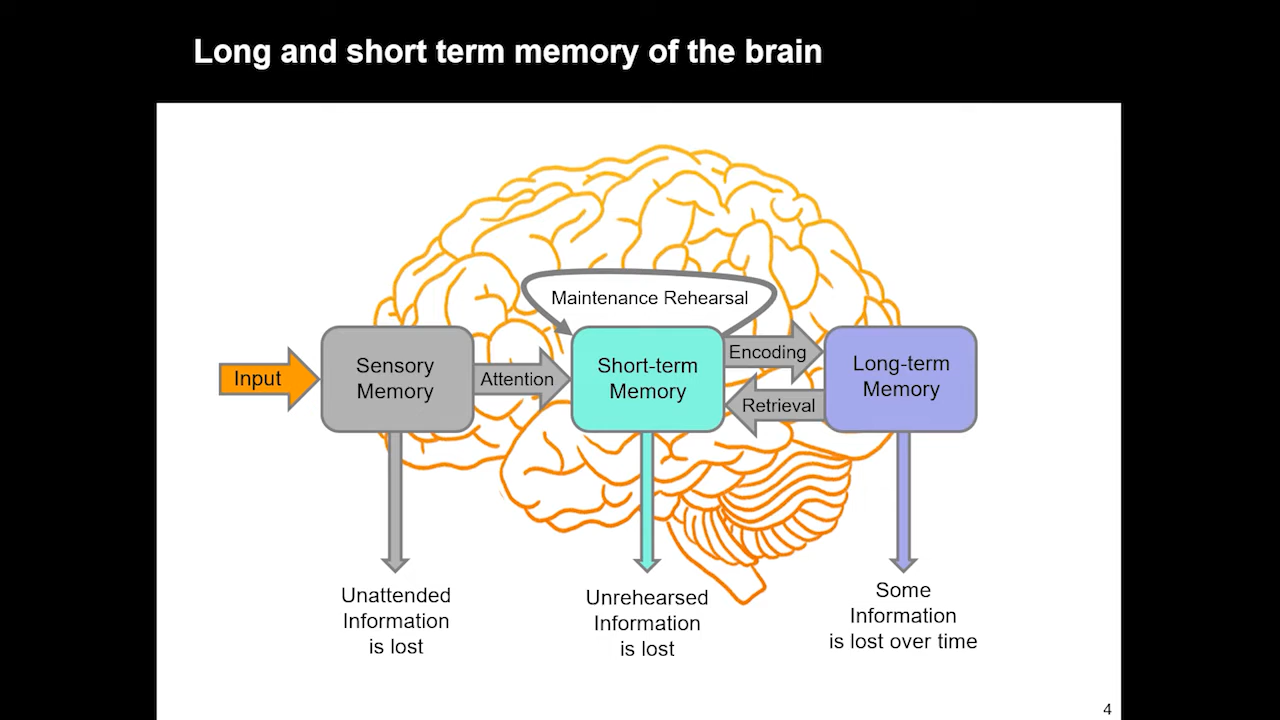 Long and short term memory of the brain
Maintenance Rehearsal
Input
Sensory
Memory
Attention
Short-term
Memory
Encoding
Retrieval
Long-term
Memory
Unattended
Information
is lost
Unrehearsed
Information
is lost
Some
Information
is lost over time
4